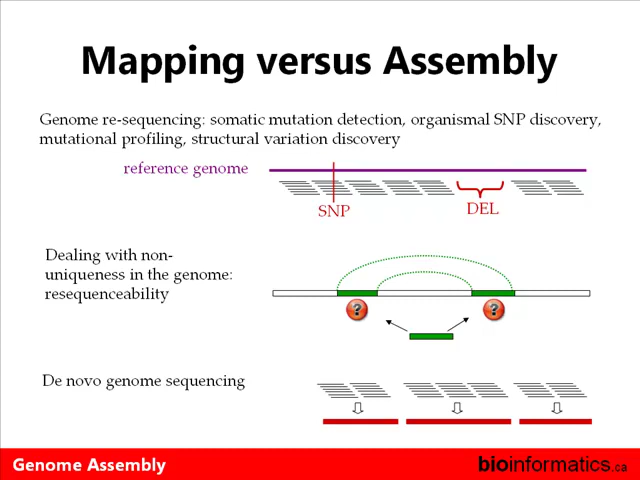 Mapping versus Assembly
Genome re-sequencing: somatic mutation detection, organismal SNP discovery,
mutational profiling, structural variation discovery
reference genome
SNP
DEL
Dealing with non-
uniqueness in the genome:
resequenceability
? ?
De novo genome sequencing
Genome Assembly
bioinformatics.ca